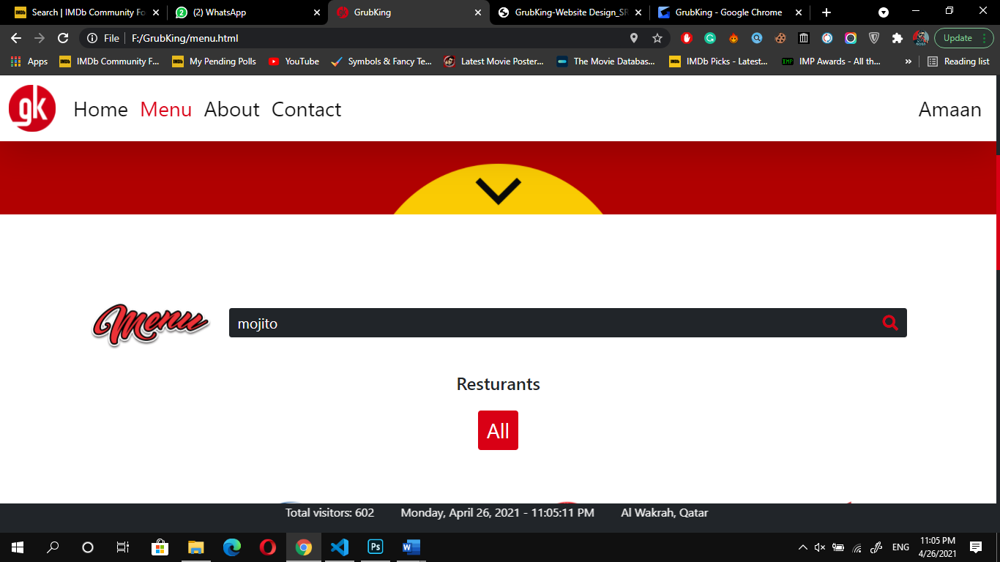 Search | IMDb Community Fo
(2) WhatsApp
GrubKing
GrubKing-Website Design_SR
GrubKing - Google Chrome
File
F:/GrubKing/menu.html
Update
Apps
IMDb Community F...
My Pending Polls
YouTube
Symbols & Fancy Te...
Latest Movie Poster...
The Movie Databas...
IMDb Picks - Latest...
IMP Awards - All th...
»
Reading list
gk
Home
Menu
About
Contact
Amaan
Menu
mojito
Resturants
All
Total visitors: 602
Monday, April 26, 2021 - 11:05:11 PM
Al Wakrah, Qatar
Ps
ENG
11:05 PM
4/26/2021